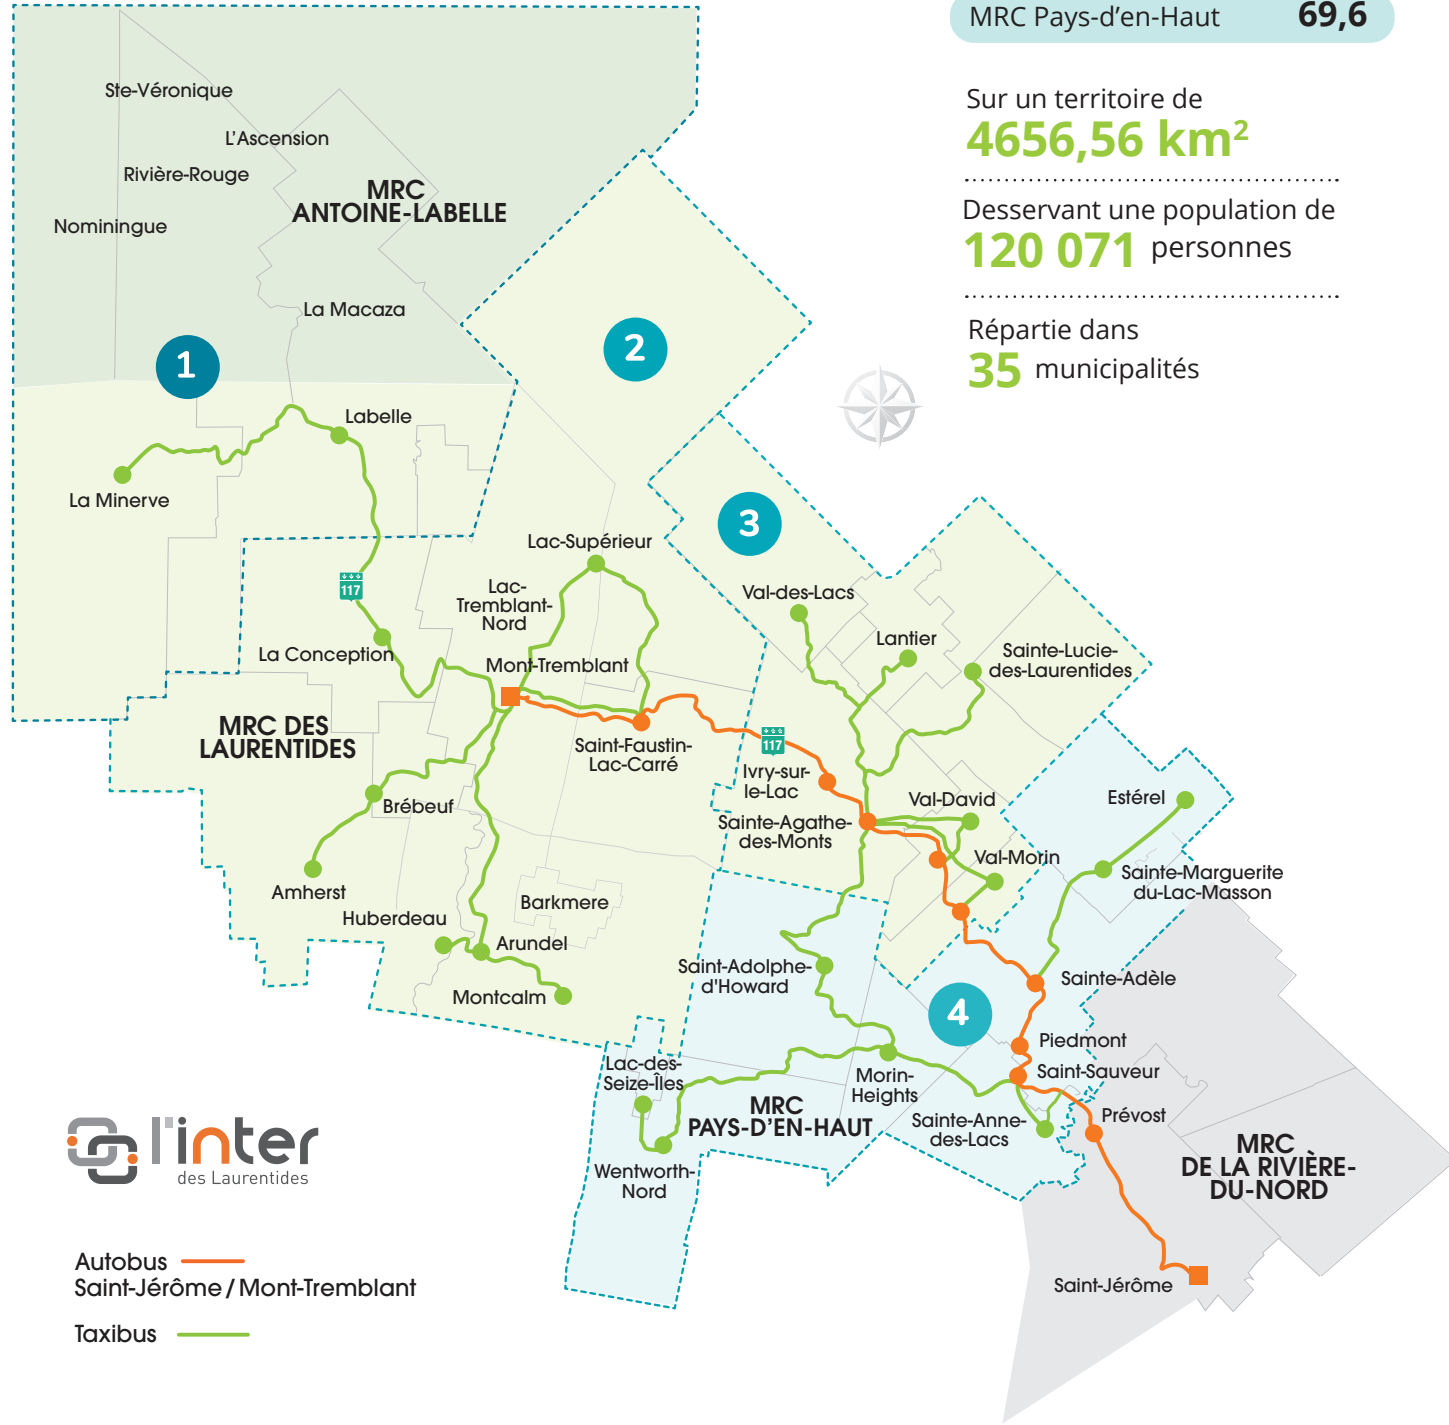 MRC Pays-d'en-Haut 69,6
Sur un territoire de
4656,56 km²
Desservant une population de
120 071 personnes
Répartie dans
35 municipalités
Ste-Véronique
L'Ascension
Rivière-Rouge
MRC
ANTOINE-LABELLE
Nominingue
La Macaza
1
2
Labelle
La Minerve
3
Lac-Supérieur
117
Lac-
Tremblant-
Nord
Val-des-Lacs
Lantier
Sainte-Lucie-
des-Laurentides
La Conception
Mont-Tremblant
MRC DES
LAURENTIDES
Saint-Faustin-
Lac-Carré
117
Ivry-sur-
le-Lac
Brébeuf
Val-David
Estérel
Sainte-Agathe-
des-Monts
Val-Morin
Sainte-Marguerite
du-Lac-Masson
Amherst
Barkmere
Huberdeau
Arundel
Montcalm
Saint-Adolphe-
d'Howard
Sainte-Adèle
4
Piedmont
Lac-des-
Seize-Îles
Saint-Sauveur
Morin-
Heights
MRC
PAYS-D'EN-HAUT
Sainte-Anne-
des-Lacs
Prévost
MRC
DE LA RIVIÈRE-
DU-NORD
Wentworth-
Nord
Saint-Jérôme
l'inter
des Laurentides
Autobus
Saint-Jérôme / Mont-Tremblant
Taxibus